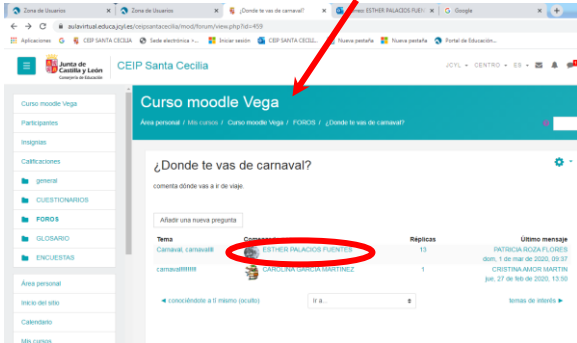 Zona de Usuarios
Zona de Usuarios
¿Donde te vas de carnaval?
Correo: ESTHER PALACIOS FUEN
Google
aulavirtual.educa.jcyl.es/ceipsantacecilia/mod/forum/view.php?id=459
Aplicaciones
CEIP SANTA CECILIA
Sede electrónica
Iniciar sesión
CEIP SANTA CECILI...
Nueva pestaña
Nueva pestaña
Portal de Educación...
Junta de
Castilla y León
Consejería de Educación
CEIP Santa Cecilia
JCYL
CENTRO
ES
Curso moodle Vega
Participantes
Insignias
Calificaciones
general
CUESTIONARIOS
FOROS
GLOSARIO
ENCUESTAS
Área personal
Inicio del sitio
Calendario
Mis cursos
Curso moodle Vega
Área personal / Mis cursos / Curso moodle Vega / FOROS / ¿Donde te vas de carnaval?
¿Donde te vas de carnaval?
comenta dónde vas a ir de viaje.
Añadir una nueva pregunta
Tema Réplicas Último mensaje
Carnaval, carnaval!!! ESTHER PALACIOS FUENTES 13 PATRICIA ROZA FLORES
dom, 1 de mar de 2020, 09:37
CAROLINA GARCÍA MARTÍNEZ 1 CRISTINA AMOR MARTIN
jue, 27 de feb de 2020, 13:50
◄ conociéndote a ti mismo (oculto)
Ir a...
temas de interés ►